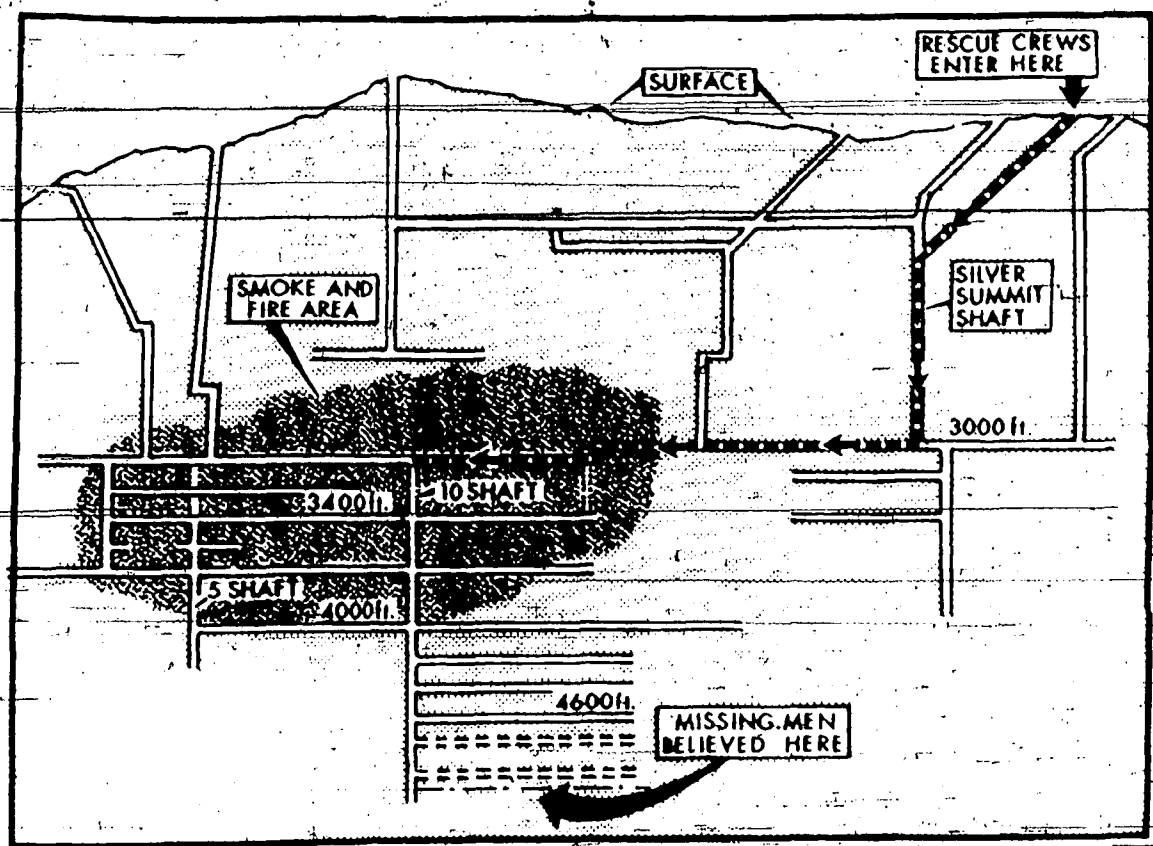 RESCUE CREWS
ENTER HERE
SURFACE
SMOKE AND
FIRE AREA
SILVER
SUMMIT
SHAFT
3000 ft.
10 SHAFT
3400 ft.
5 SHAFT
4000 ft.
4600 ft.
MISSING MEN
BELIEVED HERE